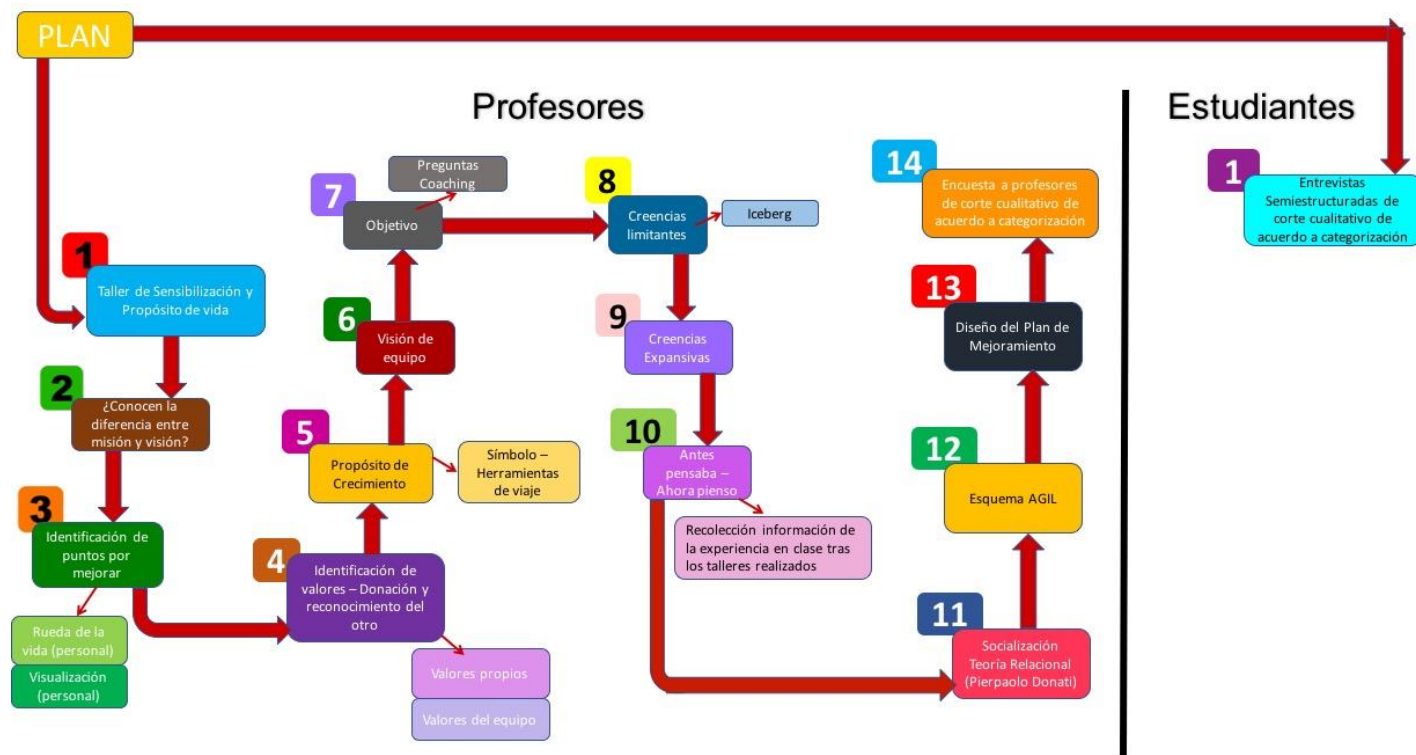 PLAN
Profesores
Estudiantes
1
Taller de Sensibilización y
Propósito de vida
2
¿Conocen la
diferencia entre
misión y visión?
3
Identificación de
puntos por
mejorar
Rueda de la
vida (personal)
Visualización
(personal)
4
Identificación de
valores – Donación y
reconocimiento del
otro
Valores propios
Valores del equipo
5
Propósito de
Crecimiento
Símbolo –
Herramientas
de viaje
6
Visión de
equipo
7
Objetivo
Preguntas
Coaching
8
Creencias
limitantes
Iceberg
9
Creencias
Expansivas
10
Antes
pensaba –
Ahora pienso
Recolección información de
la experiencia en clase tras
los talleres realizados
11
Socialización
Teoría Relacional
(Pierpaolo Donati)
12
Esquema AGIL
13
Diseño del Plan de
Mejoramiento
14
Encuesta a profesores
de corte cualitativo de
acuerdo a categorización
1
Entrevistas
Semiestructuradas de
corte cualitativo de
acuerdo a categorización